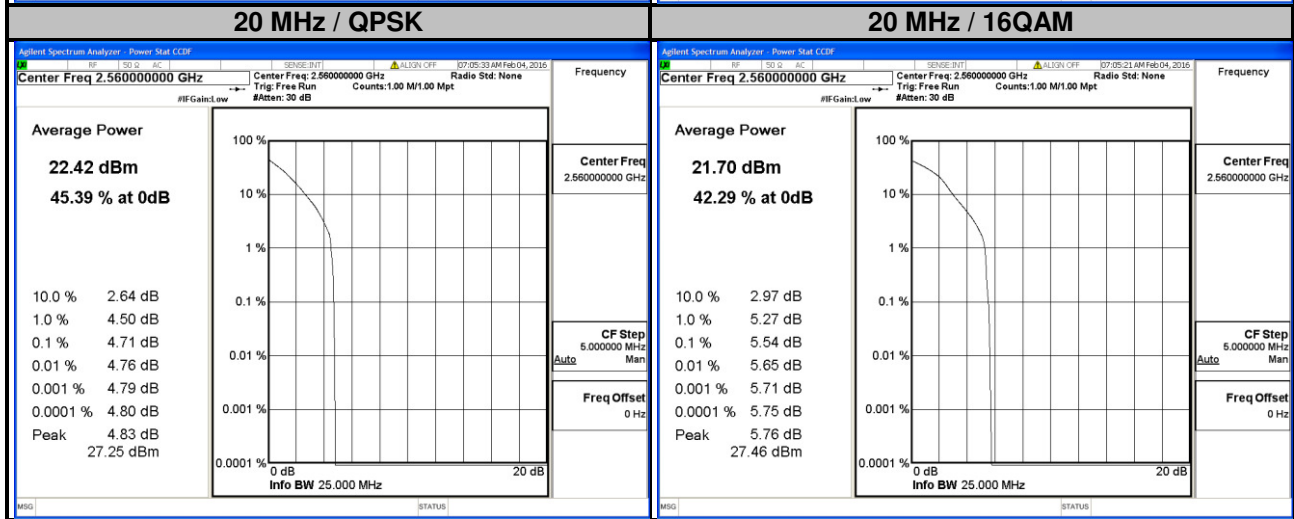 20 MHz / QPSK
Agilent Spectrum Analyzer - Power Stat CCDF
RF 50 Ω AC SENSE:INT ALIGN OFF 07:05:33 AM Feb 04, 2016
Center Freq 2.560000000 GHz
Center Freq: 2.560000000 GHz Radio Std: None
Trig: Free Run Counts:1.00 M/1.00 Mpt
#IFGain:Low #Atten: 30 dB
Frequency
Average Power
22.42 dBm
45.39 % at 0dB
10.0 % 2.64 dB
1.0 % 4.50 dB
0.1 % 4.71 dB
0.01 % 4.76 dB
0.001 % 4.79 dB
0.0001 % 4.80 dB
Peak 4.83 dB
27.25 dBm
100 %
10 %
1 %
0.1 %
0.01 %
0.001 %
0.0001 %
0 dB 20 dB
Info BW 25.000 MHz
Center Freq
2.560000000 GHz
CF Step
5.000000 MHz
Auto Man
Freq Offset
0 Hz
MSG STATUS
20 MHz / 16QAM
Agilent Spectrum Analyzer - Power Stat CCDF
RF 50 Ω AC SENSE:INT ALIGN OFF 07:05:21 AM Feb 04, 2016
Center Freq 2.560000000 GHz
Center Freq: 2.560000000 GHz Radio Std: None
Trig: Free Run Counts:1.00 M/1.00 Mpt
#IFGain:Low #Atten: 30 dB
Frequency
Average Power
21.70 dBm
42.29 % at 0dB
10.0 % 2.97 dB
1.0 % 5.27 dB
0.1 % 5.54 dB
0.01 % 5.65 dB
0.001 % 5.71 dB
0.0001 % 5.75 dB
Peak 5.76 dB
27.46 dBm
100 %
10 %
1 %
0.1 %
0.01 %
0.001 %
0.0001 %
0 dB 20 dB
Info BW 25.000 MHz
Center Freq
2.560000000 GHz
CF Step
5.000000 MHz
Auto Man
Freq Offset
0 Hz
MSG STATUS